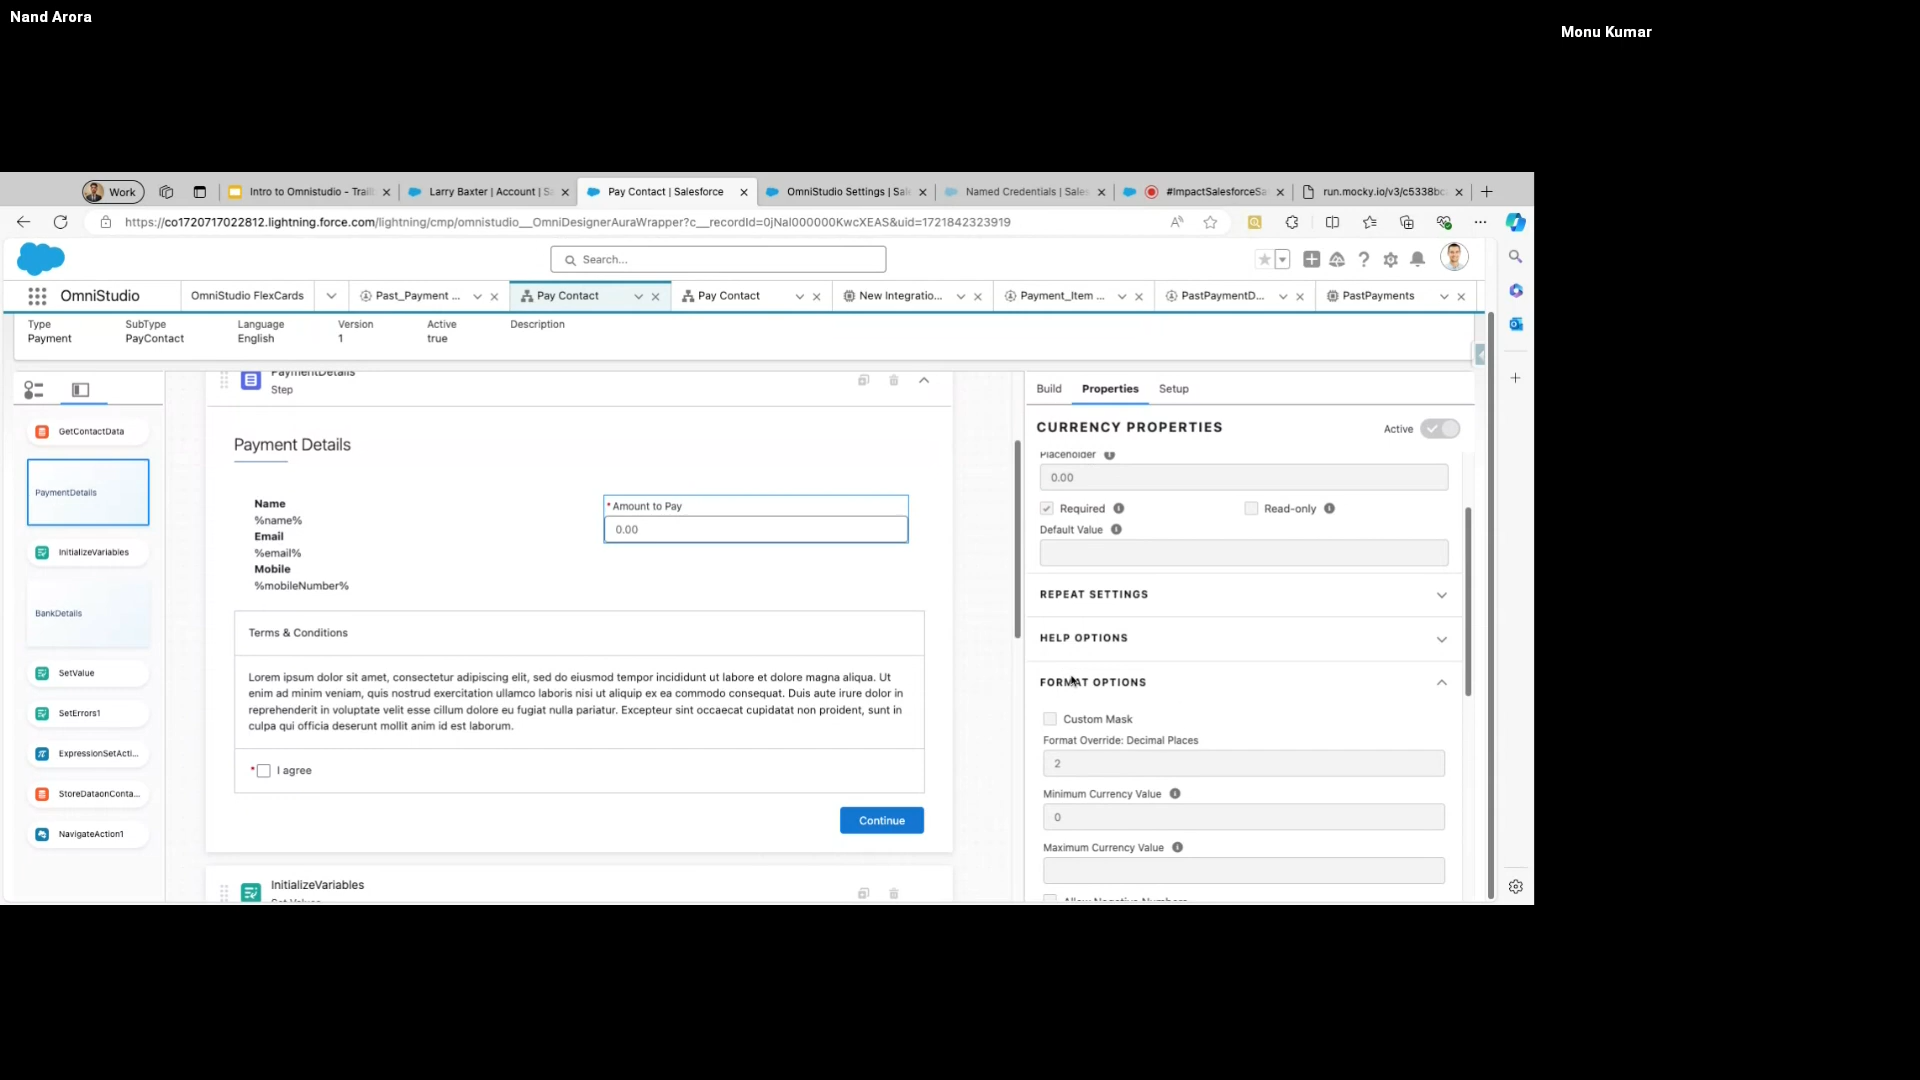 Nand Arora
Monu Kumar
Work
Intro to Omnistudio - Trail
Larry Baxter | Account | S
Pay Contact | Salesforce
OmniStudio Settings | Sal
Named Credentials | Sales
#ImpactSalesforceSa
run.mocky.io/v3/c5338bc
https://co1720717022812.lightning.force.com/lightning/cmp/omnistudio__OmniDesignerAuraWrapper?c__recordId=0jNal000000KwcXEAS&uid=1721842323919
Search...
OmniStudio
OmniStudio FlexCards
Past_Payment ...
Pay Contact
Pay Contact
New Integratio...
Payment_Item ...
PastPaymentD...
PastPayments
Type
SubType
Language
Version
Active
Description
Payment
PayContact
English
1
true
GetContactData
PaymentDetails
InitializeVariables
BankDetails
SetValue
SetErrors1
ExpressionSetActi...
StoreDataonConta...
NavigateAction1
PaymentDetails
Step
Payment Details
Name
%name%
Email
%email%
Mobile
%mobileNumber%
* Amount to Pay
0.00
Terms & Conditions
Lorem ipsum dolor sit amet, consectetur adipiscing elit, sed do eiusmod tempor incididunt ut labore et dolore magna aliqua. Ut
enim ad minim veniam, quis nostrud exercitation ullamco laboris nisi ut aliquip ex ea commodo consequat. Duis aute irure dolor in
reprehenderit in voluptate velit esse cillum dolore eu fugiat nulla pariatur. Excepteur sint occaecat cupidatat non proident, sunt in
culpa qui officia deserunt mollit anim id est laborum.
* I agree
Continue
InitializeVariables
Set Values
Build
Properties
Setup
CURRENCY PROPERTIES
Active
Placeholder
0.00
Required
Read-only
Default Value
REPEAT SETTINGS
HELP OPTIONS
FORMAT OPTIONS
Custom Mask
Format Override: Decimal Places
2
Minimum Currency Value
0
Maximum Currency Value
Allow Negative Numbers